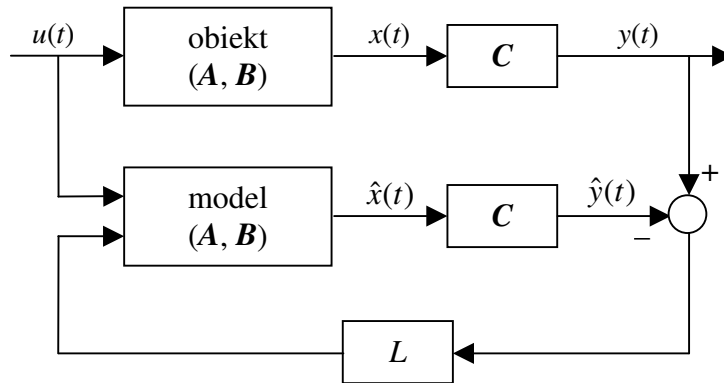 u(t)
obiekt
(A, B)
x(t)
C
y(t)
+
model
(A, B)
x̂(t)
C
ŷ(t)
−
L